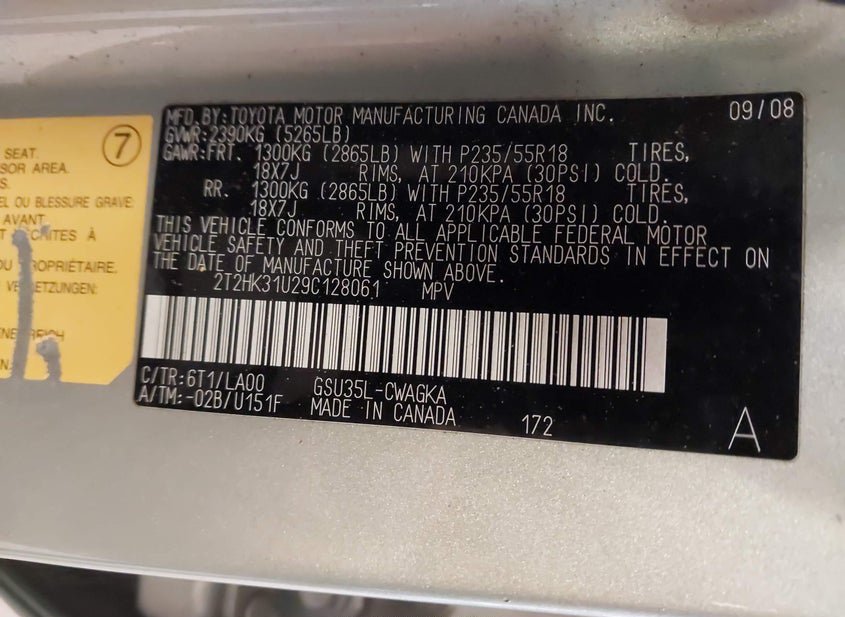 7
SEAT.
SOR AREA.
S.
EL OU BLESSURE GRAVE
AVANT.
PROPRIÉTAIRE.
MFD.BY:TOYOTA MOTOR MANUFACTURING CANADA INC. 09/08
GVWR:2390KG (5265LB)
GAWR:FRT. 1300KG (2865LB) WITH P235/55R18 TIRES,
18X7J RIMS, AT 210KPA (30PSI) COLD.
RR. 1300KG (2865LB) WITH P235/55R18 TIRES,
18X7J RIMS, AT 210KPA (30PSI) COLD.
THIS VEHICLE CONFORMS TO ALL APPLICABLE FEDERAL MOTOR
VEHICLE SAFETY AND THEFT PREVENTION STANDARDS IN EFFECT ON
THE DATE OF MANUFACTURE SHOWN ABOVE.
2T2HK31U29C128061 MPV
C/TR:6T1/LA00 GSU35L-CWAGKA
A/TM:-02B/U151F MADE IN CANADA 172 A